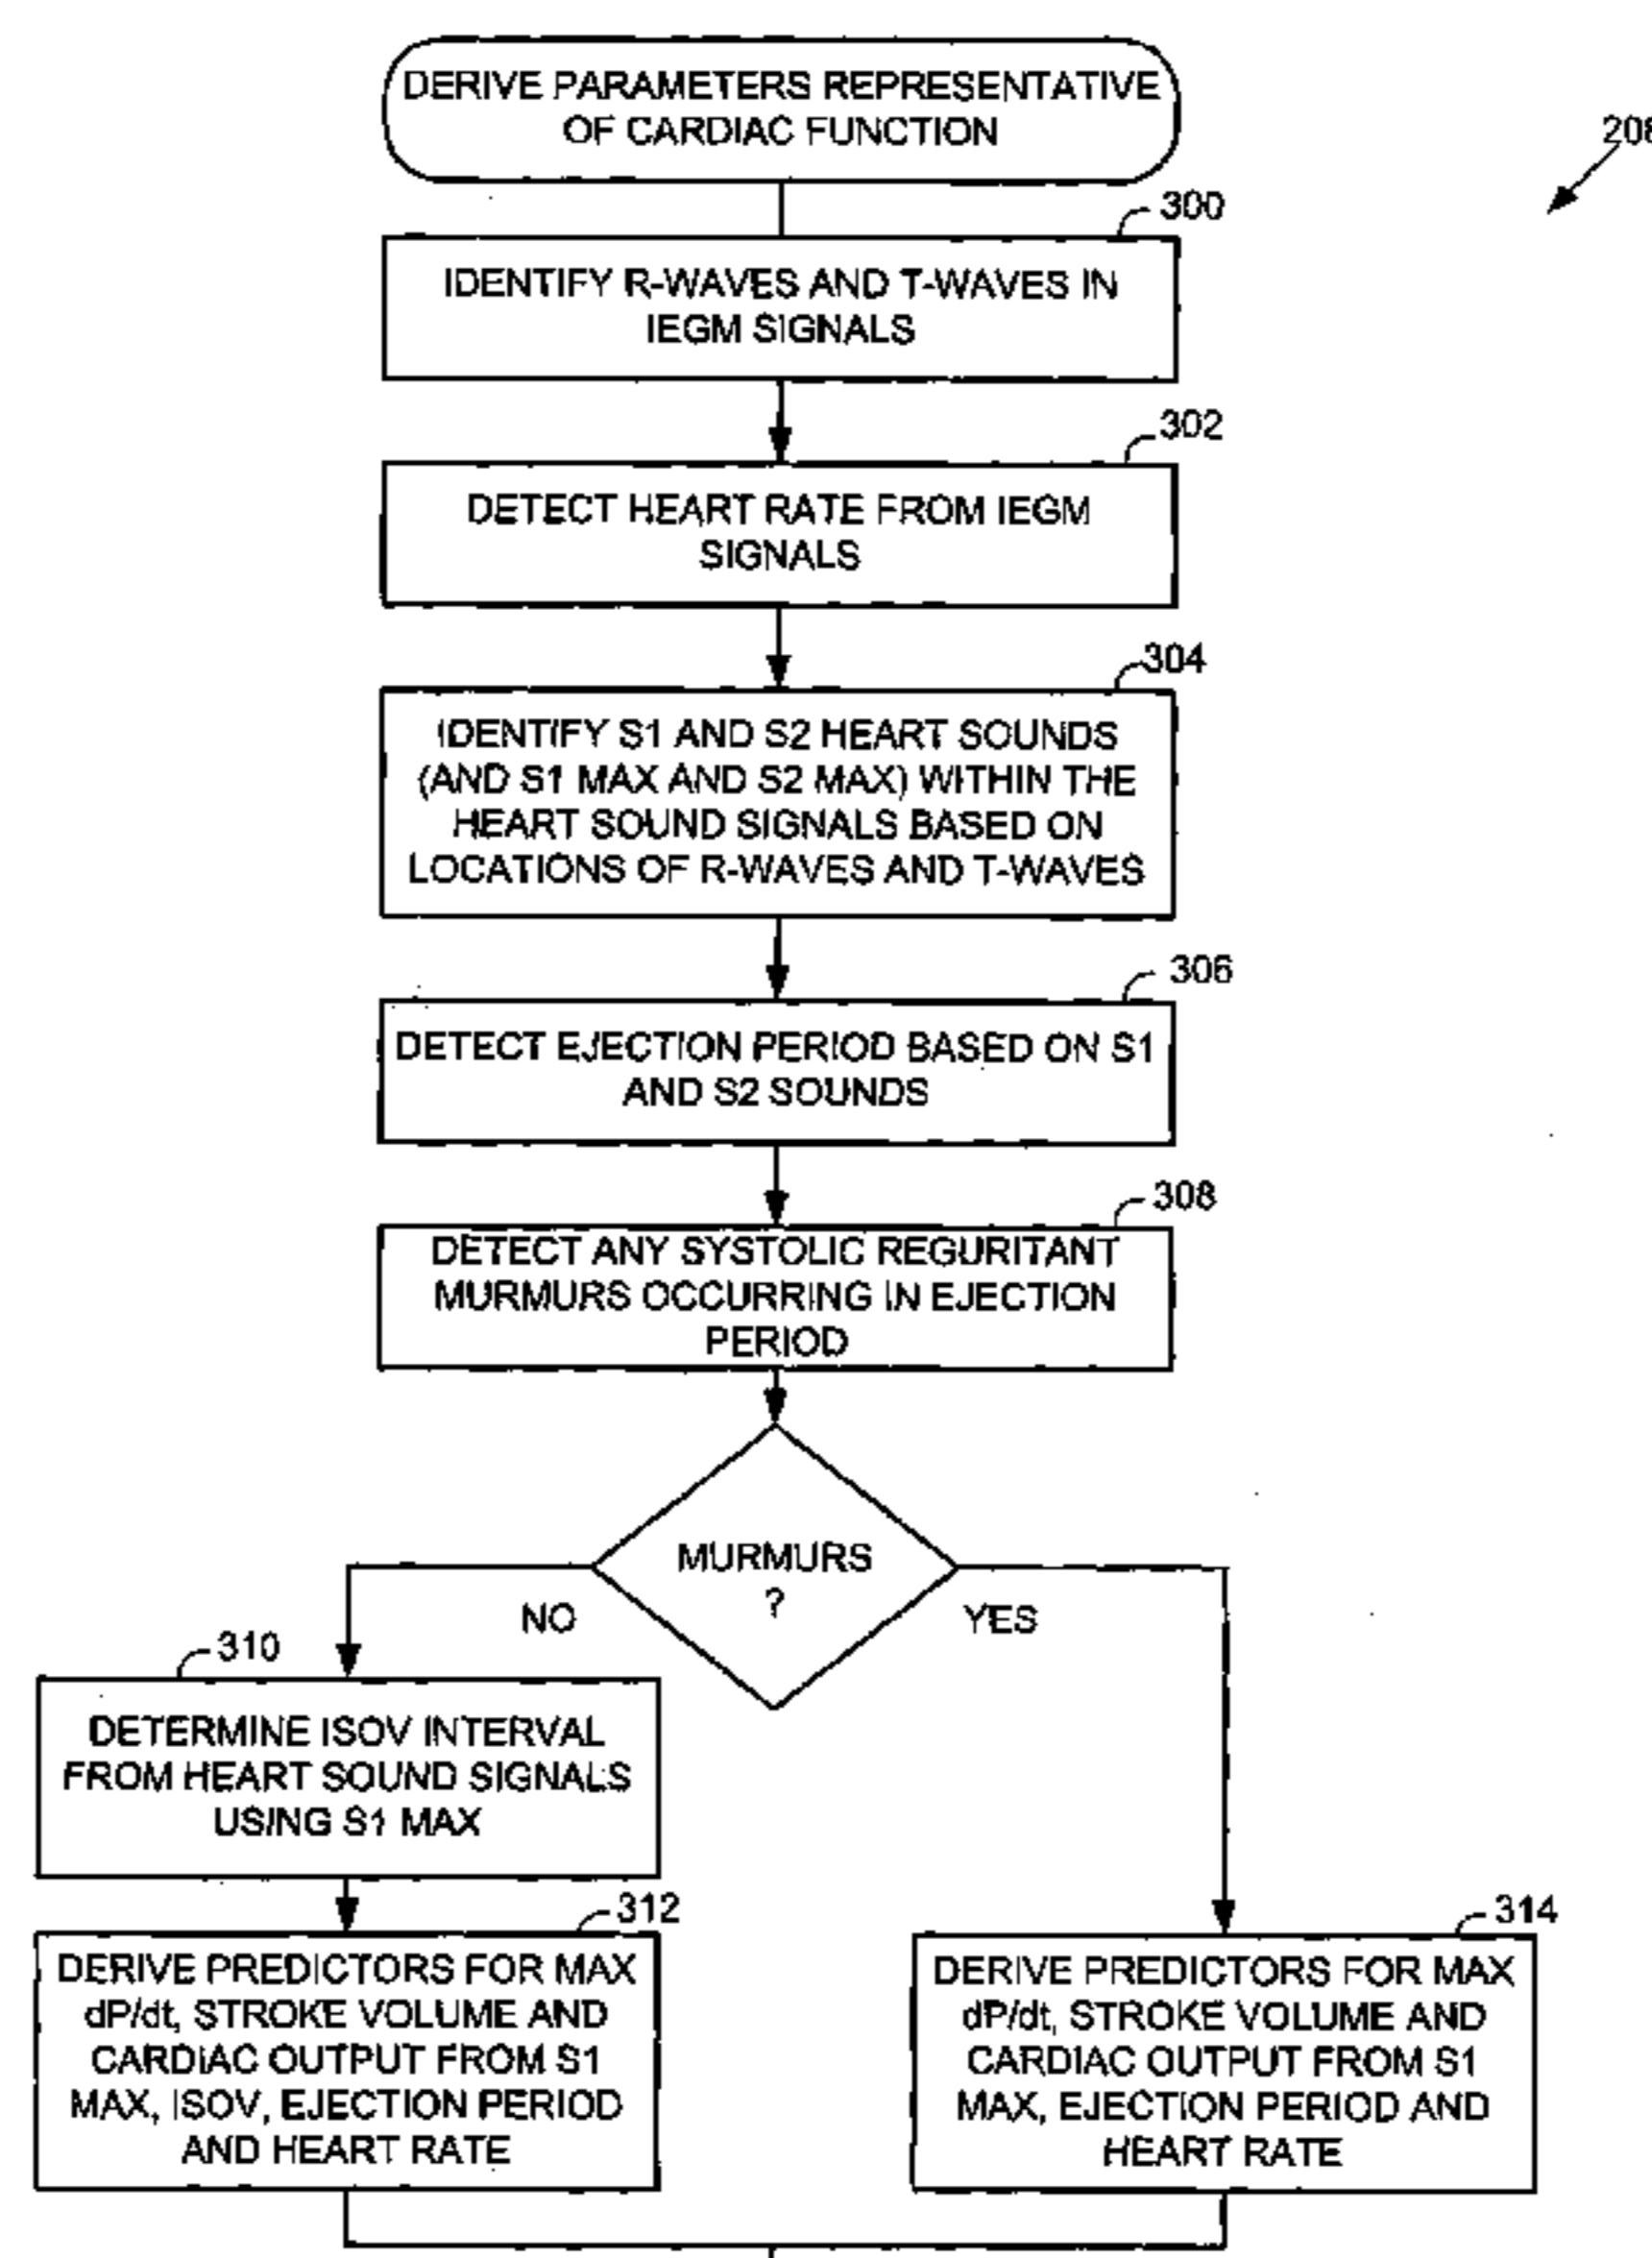 DERIVE PARAMETERS REPRESENTATIVE
OF CARDIAC FUNCTION
208
300
IDENTIFY R-WAVES AND T-WAVES IN
IEGM SIGNALS
302
DETECT HEART RATE FROM IEGM
SIGNALS
304
IDENTIFY S1 AND S2 HEART SOUNDS
(AND S1 MAX AND S2 MAX) WITHIN THE
HEART SOUND SIGNALS BASED ON
LOCATIONS OF R-WAVES AND T-WAVES
306
DETECT EJECTION PERIOD BASED ON S1
AND S2 SOUNDS
308
DETECT ANY SYSTOLIC REGURITANT
MURMURS OCCURRING IN EJECTION
PERIOD
MURMURS
?
NO
YES
310
DETERMINE ISOV INTERVAL
FROM HEART SOUND SIGNALS
USING S1 MAX
312
DERIVE PREDICTORS FOR MAX
dP/dt, STROKE VOLUME AND
CARDIAC OUTPUT FROM S1
MAX, ISOV, EJECTION PERIOD
AND HEART RATE
314
DERIVE PREDICTORS FOR MAX
dP/dt, STROKE VOLUME AND
CARDIAC OUTPUT FROM S1
MAX, EJECTION PERIOD AND
HEART RATE